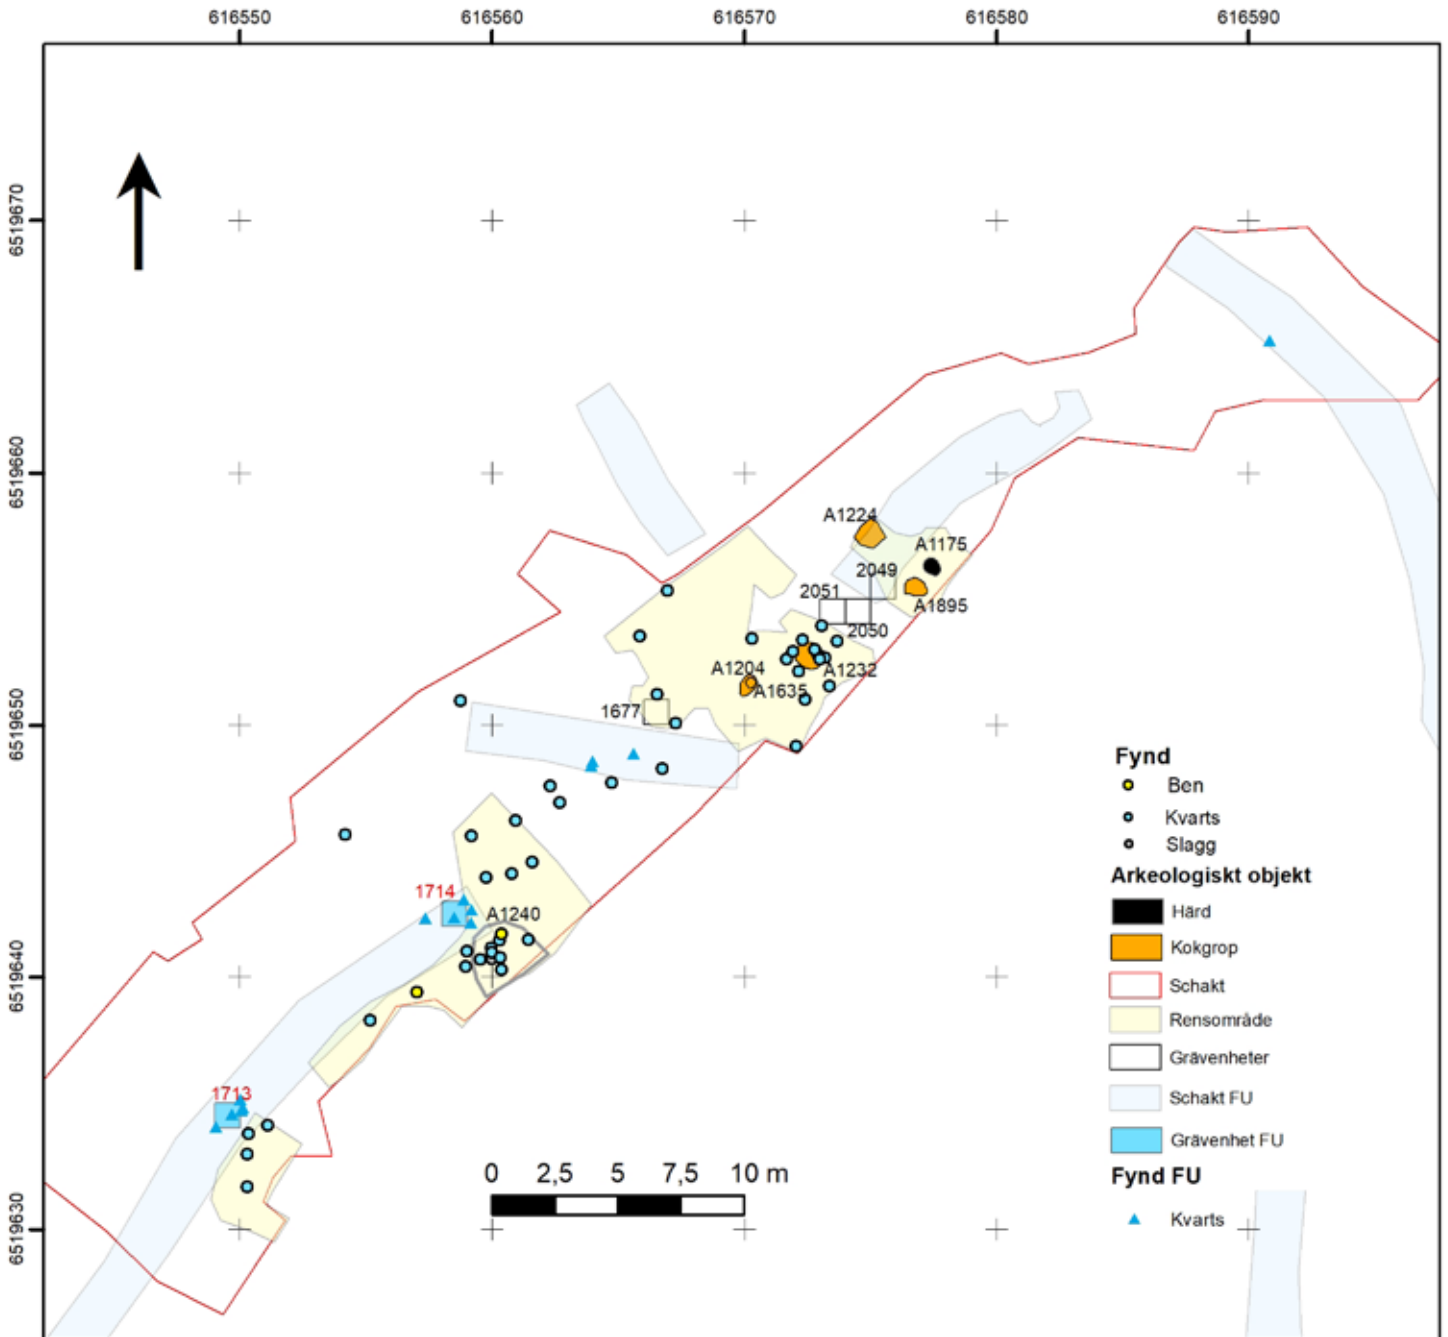 616550
616560
616570
616580
616590
6519670
6519660
6519650
6519640
6519630
A1224
A1175
2049
2051
A1895
2050
A1204
A1232
A1635
1677
1714
A1240
1713
0 2,5 5 7,5 10 m
Fynd
Ben
Kvarts
Slagg
Arkeologiskt objekt
Härd
Kokgrop
Schakt
Rensområde
Grävenheter
Schakt FU
Grävenhet FU
Fynd FU
Kvarts